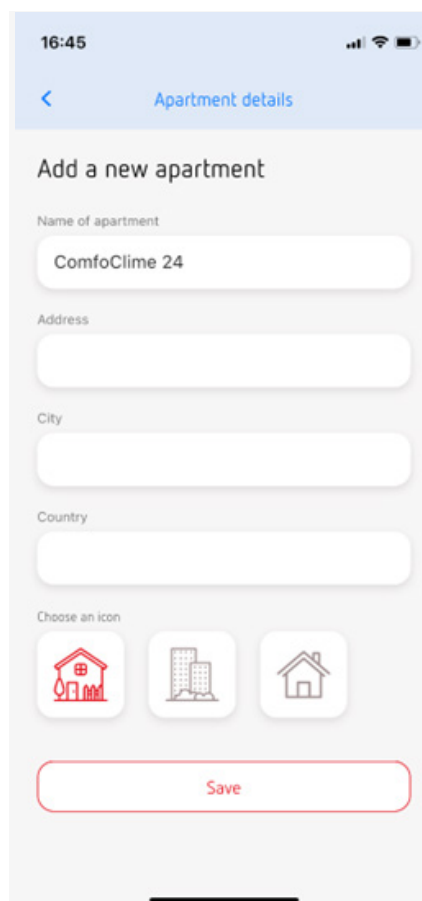 16:45
Apartment details
Add a new apartment
Name of apartment
ComfoClime 24
Address
City
Country
Choose an icon
Save